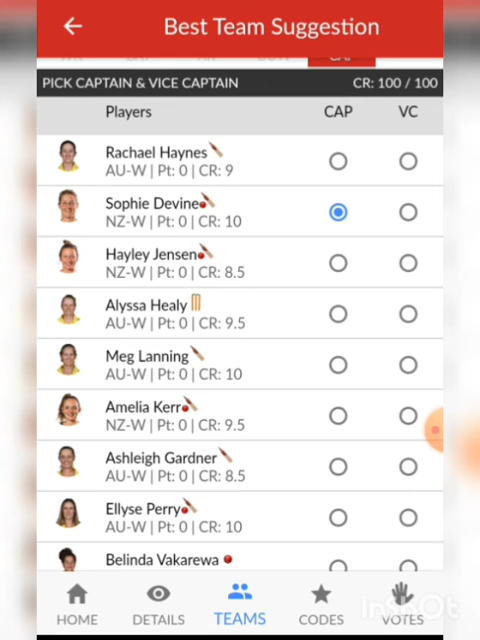 Best Team Suggestion
CAP
PICK CAPTAIN & VICE CAPTAIN CR: 100 / 100
Players CAP VC
Rachael Haynes
AU-W | Pt: 0 | CR: 9
Sophie Devine
NZ-W | Pt: 0 | CR: 10
Hayley Jensen
NZ-W | Pt: 0 | CR: 8.5
Alyssa Healy
AU-W | Pt: 0 | CR: 9.5
Meg Lanning
AU-W | Pt: 0 | CR: 10
Amelia Kerr
NZ-W | Pt: 0 | CR: 9.5
Ashleigh Gardner
AU-W | Pt: 0 | CR: 8.5
Ellyse Perry
AU-W | Pt: 0 | CR: 10
Belinda Vakarewa
HOME DETAILS TEAMS CODES VOTES
InShOt